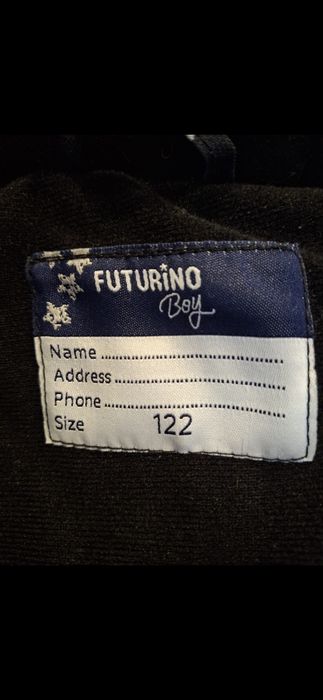 FUTURINO
Boy
Name ........................................
Address ...................................
Phone .......................................
Size 122